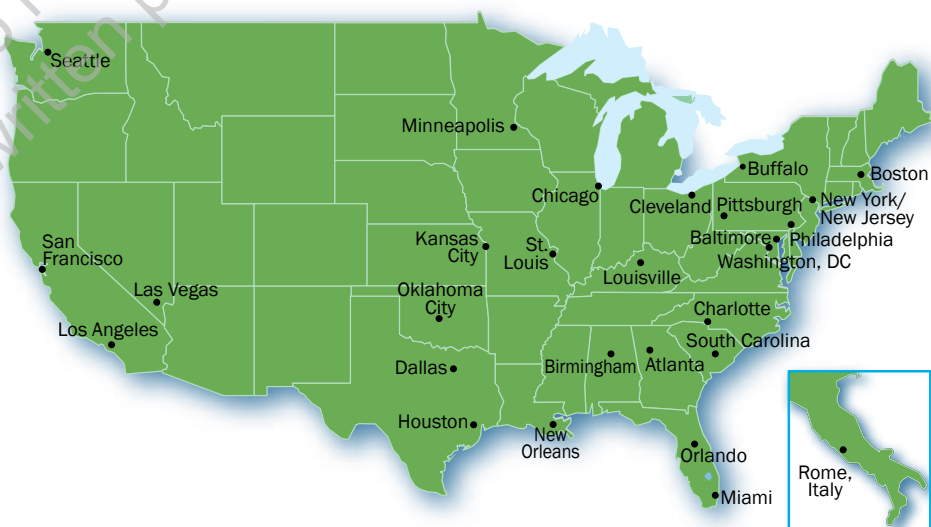 Seattle
Minneapolis
Buffalo
Boston
Chicago
Cleveland
Pittsburgh
New York/
New Jersey
San
Francisco
Kansas
City
St.
Louis
Baltimore
Philadelphia
Washington, DC
Louisville
Las Vegas
Oklahoma
City
Charlotte
Los Angeles
South Carolina
Dallas
Birmingham
Atlanta
Houston
New
Orleans
Orlando
Miami
Rome,
Italy